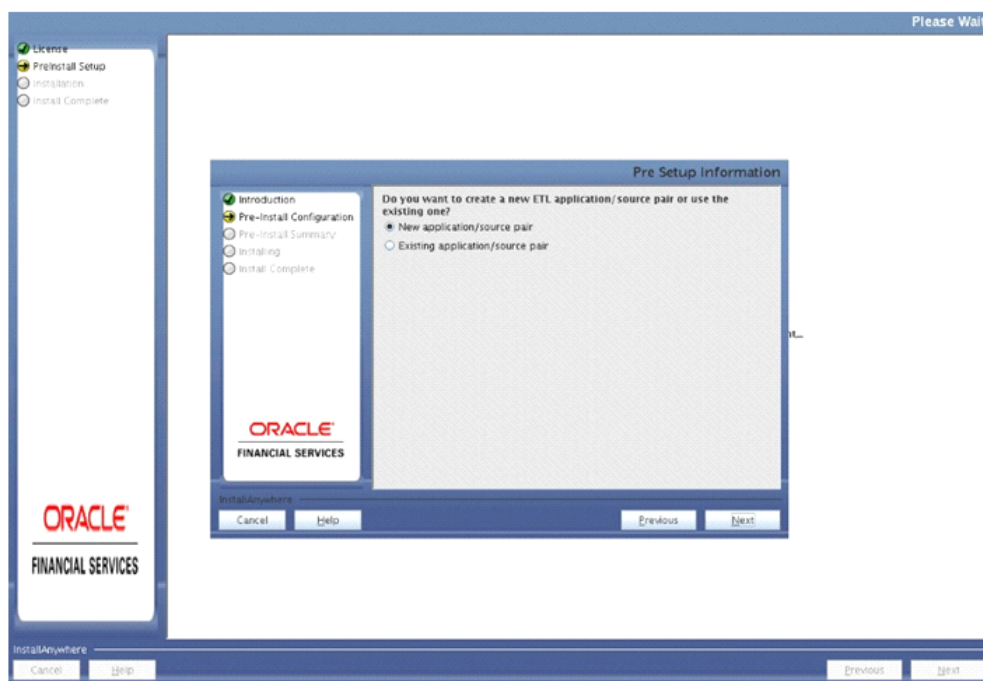 Please Wait
License
PreInstall Setup
Installation
Install Complete
Pre Setup Information
Introduction
Pre-Install Configuration
Pre-Install Summary
Installing
Install Complete
Do you want to create a new ETL application/source pair or use the
existing one?
New application/source pair
Existing application/source pair
ORACLE
FINANCIAL SERVICES
InstallAnywhere
Cancel
Help
Previous
Next
ORACLE
FINANCIAL SERVICES
InstallAnywhere
Cancel
Help
Previous
Next